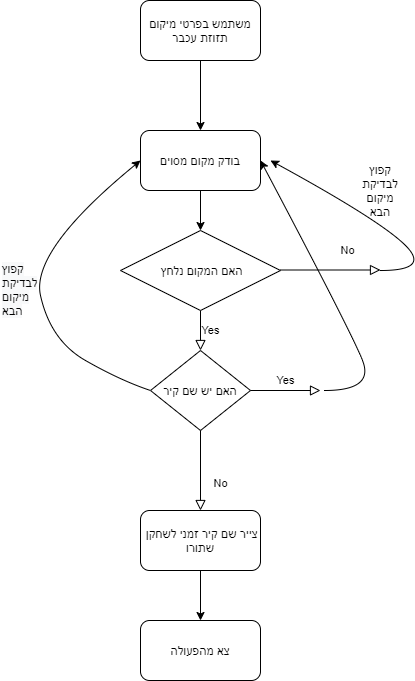 משתמש בפרטי מיקום
תזוזת עכבר
בודק מקום מסוים
קפוץ
לבדיקת
מיקום
הבא
No
האם המקום נלחץ
קפוץ
לבדיקת
מיקום
הבא
Yes
Yes
האם יש שם קיר
No
צייר שם קיר זמני לשחקן
שתורו
צא מהפעולה